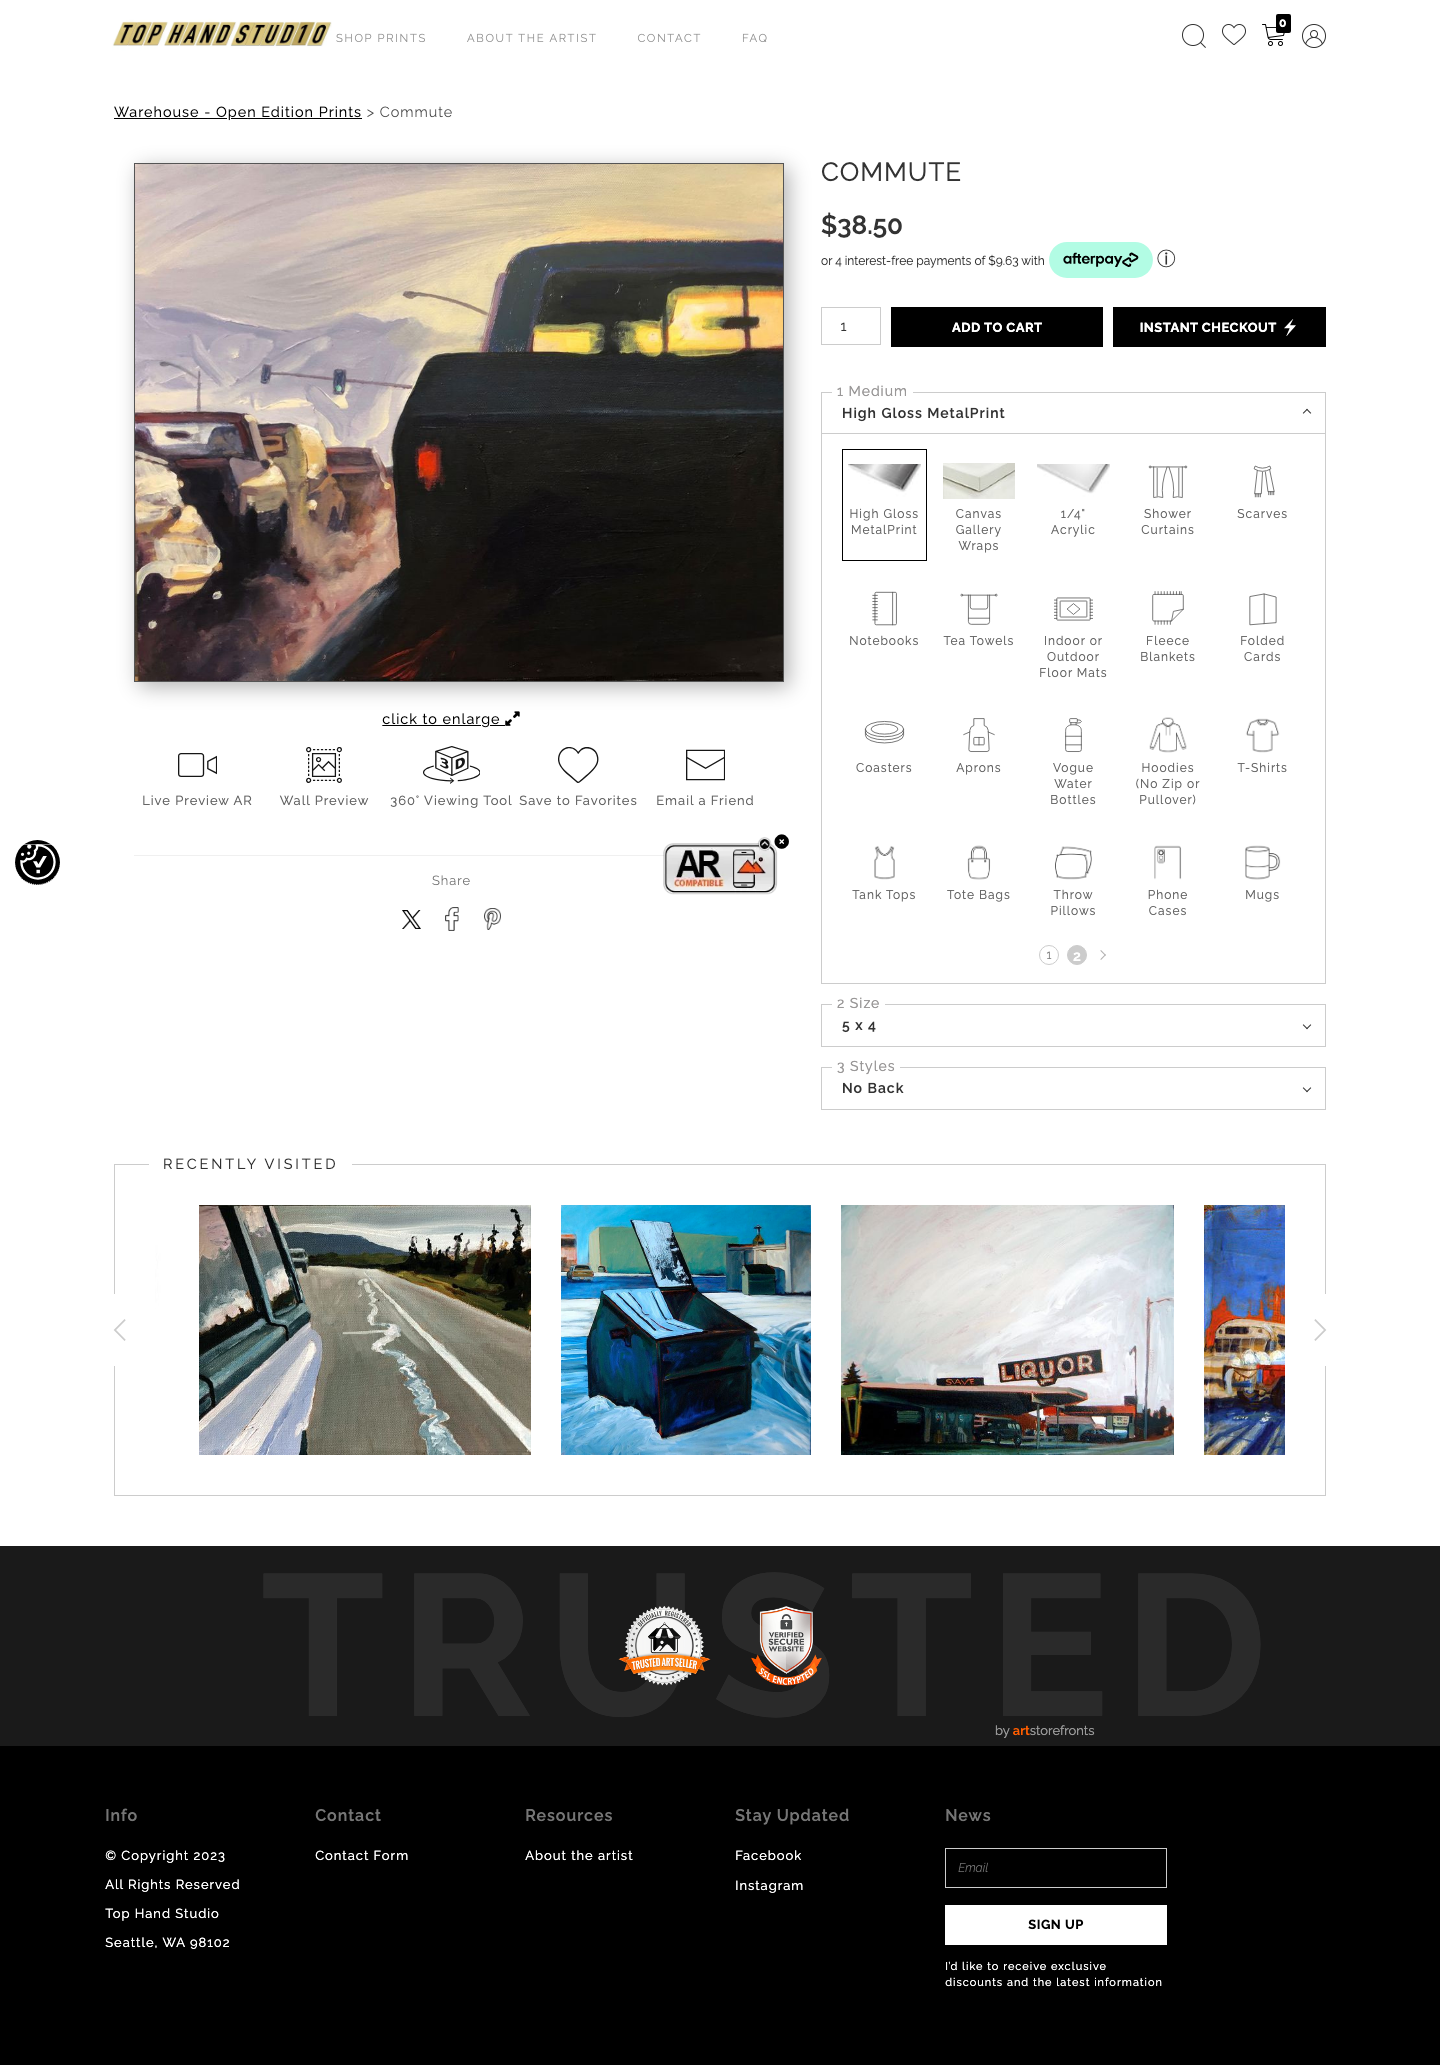 TOP HAND STUD10
SHOP PRINTS ABOUT THE ARTIST CONTACT FAQ
0
Warehouse - Open Edition Prints > Commute
COMMUTE
$38.50
or 4 interest-free payments of $9.63 with afterpay
1 ADD TO CART INSTANT CHECKOUT
1 Medium
High Gloss MetalPrint
High Gloss
MetalPrint
Canvas
Gallery
Wraps
1/4"
Acrylic
Shower
Curtains
Scarves
Notebooks
Tea Towels
Indoor or
Outdoor
Floor Mats
Fleece
Blankets
Folded
Cards
Coasters
Aprons
Vogue
Water
Bottles
Hoodies
(No Zip or
Pullover)
T-Shirts
Tank Tops
Tote Bags
Throw
Pillows
Phone
Cases
Mugs
1 2
2 Size
5 x 4
3 Styles
No Back
click to enlarge
3D
Live Preview AR
Wall Preview
360° Viewing Tool
Save to Favorites
Email a Friend
AR
COMPATIBLE
Share
RECENTLY VISITED
SAVE
LIQUOR
TRUSTED
OFFICIALLY REGISTERED
TRUSTED ART SELLER
VERIFIED
SECURE
WEBSITE
SSL ENCRYPTED
by artstorefronts
Info
© Copyright 2023
All Rights Reserved
Top Hand Studio
Seattle, WA 98102
Contact
Contact Form
Resources
About the artist
Stay Updated
Facebook
Instagram
News
Email
SIGN UP
I'd like to receive exclusive
discounts and the latest information